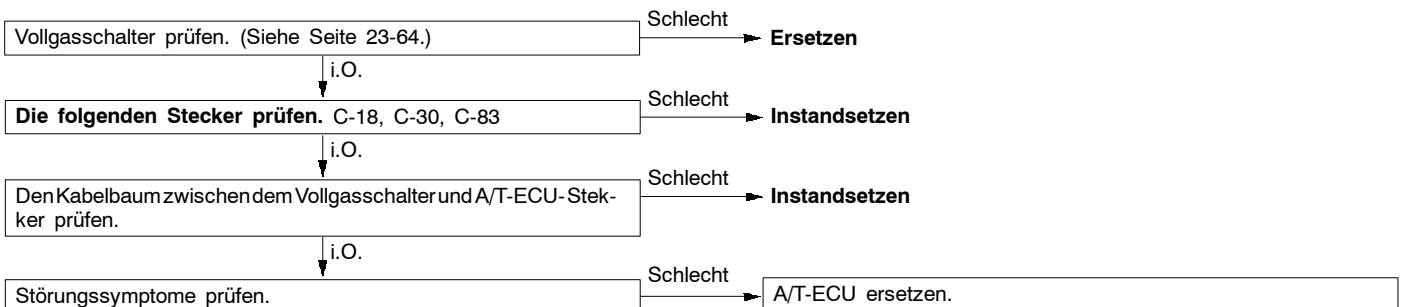 Vollgasschalter prüfen. (Siehe Seite 23-64.)
Schlecht
Ersetzen
i.O.
Die folgenden Stecker prüfen. C-18, C-30, C-83
Schlecht
Instandsetzen
i.O.
Den Kabelbaum zwischen dem Vollgasschalter und A/T-ECU-Stek-
ker prüfen.
Schlecht
Instandsetzen
i.O.
Störungssymptome prüfen.
Schlecht
A/T-ECU ersetzen.